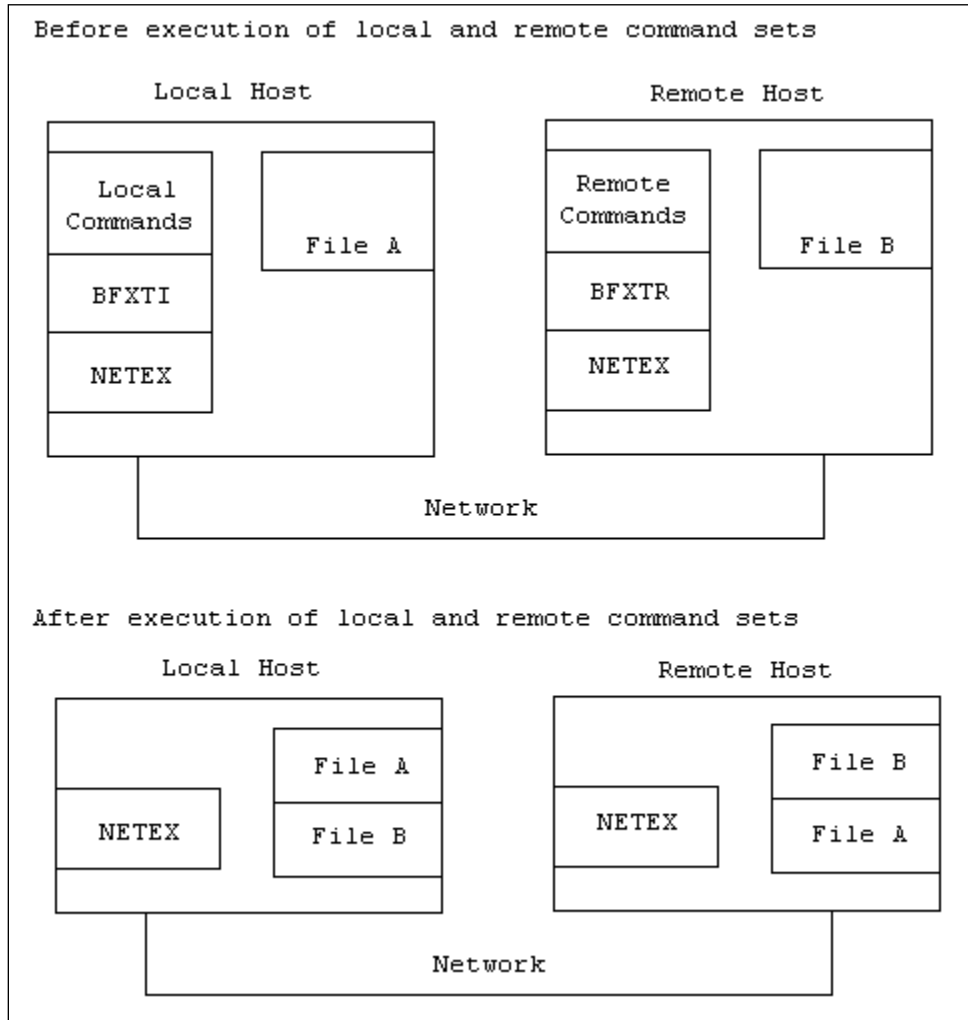 Before execution of local and remote command sets
Local Host
Remote Host
Local
Commands
File A
BFXTI
NETEX
Remote
Commands
File B
BFXTR
NETEX
Network
After execution of local and remote command sets
Local Host
Remote Host
File A
NETEX
File B
File B
NETEX
File A
Network